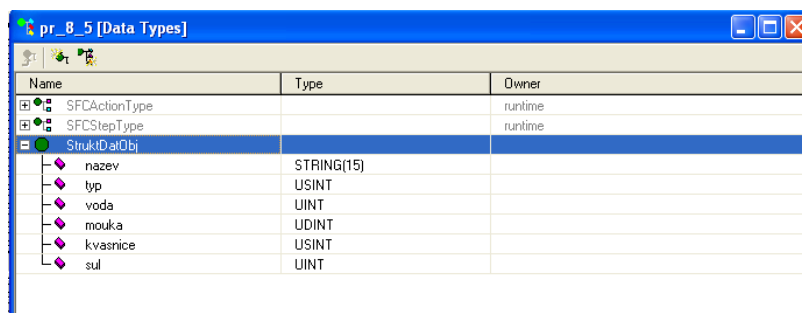 pr_8_5 [Data Types]
Name Type Owner
SFCActionType runtime
SFCStepType runtime
StruktDatObj
nazev STRING(15)
typ USINT
voda UINT
mouka UDINT
kvasnice USINT
sul UINT